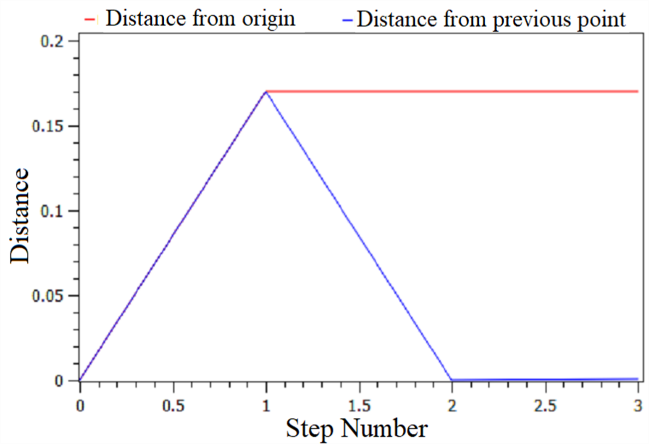 Distance from origin
Distance from previous point
0.2
0.15
0.1
0.05
0
Distance
0 0.5 1 1.5 2 2.5 3
Step Number